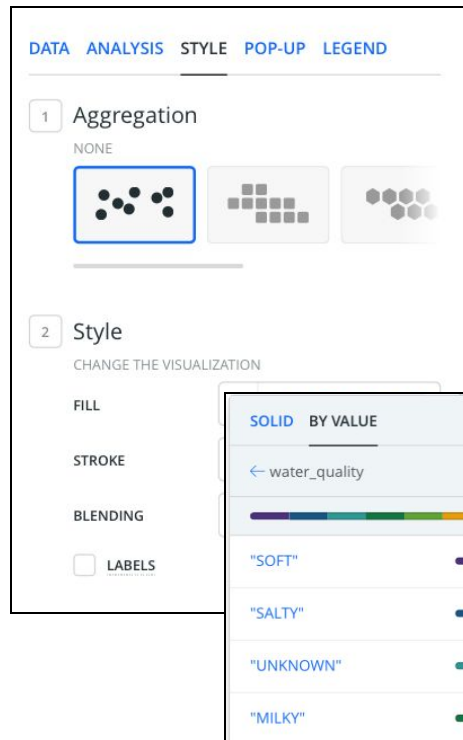 DATA ANALYSIS STYLE POP-UP LEGEND
1 Aggregation
NONE
2 Style
CHANGE THE VISUALIZATION
FILL
STROKE
BLENDING
LABELS
SOLID BY VALUE
← water_quality
"SOFT"
"SALTY"
"UNKNOWN"
"MILKY"